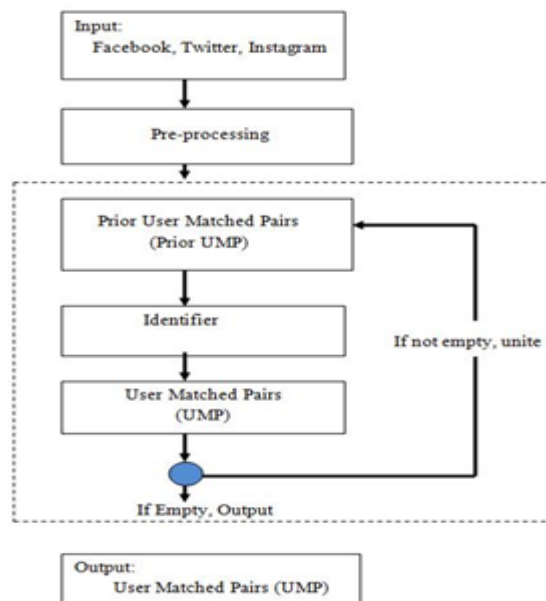 Input:
Facebook, Twitter, Instagram
Pre-processing
Prior User Matched Pairs
(Prior UMP)
Identifier
If not empty, unite
User Matched Pairs
(UMP)
If Empty, Output
Output:
User Matched Pairs (UMP)